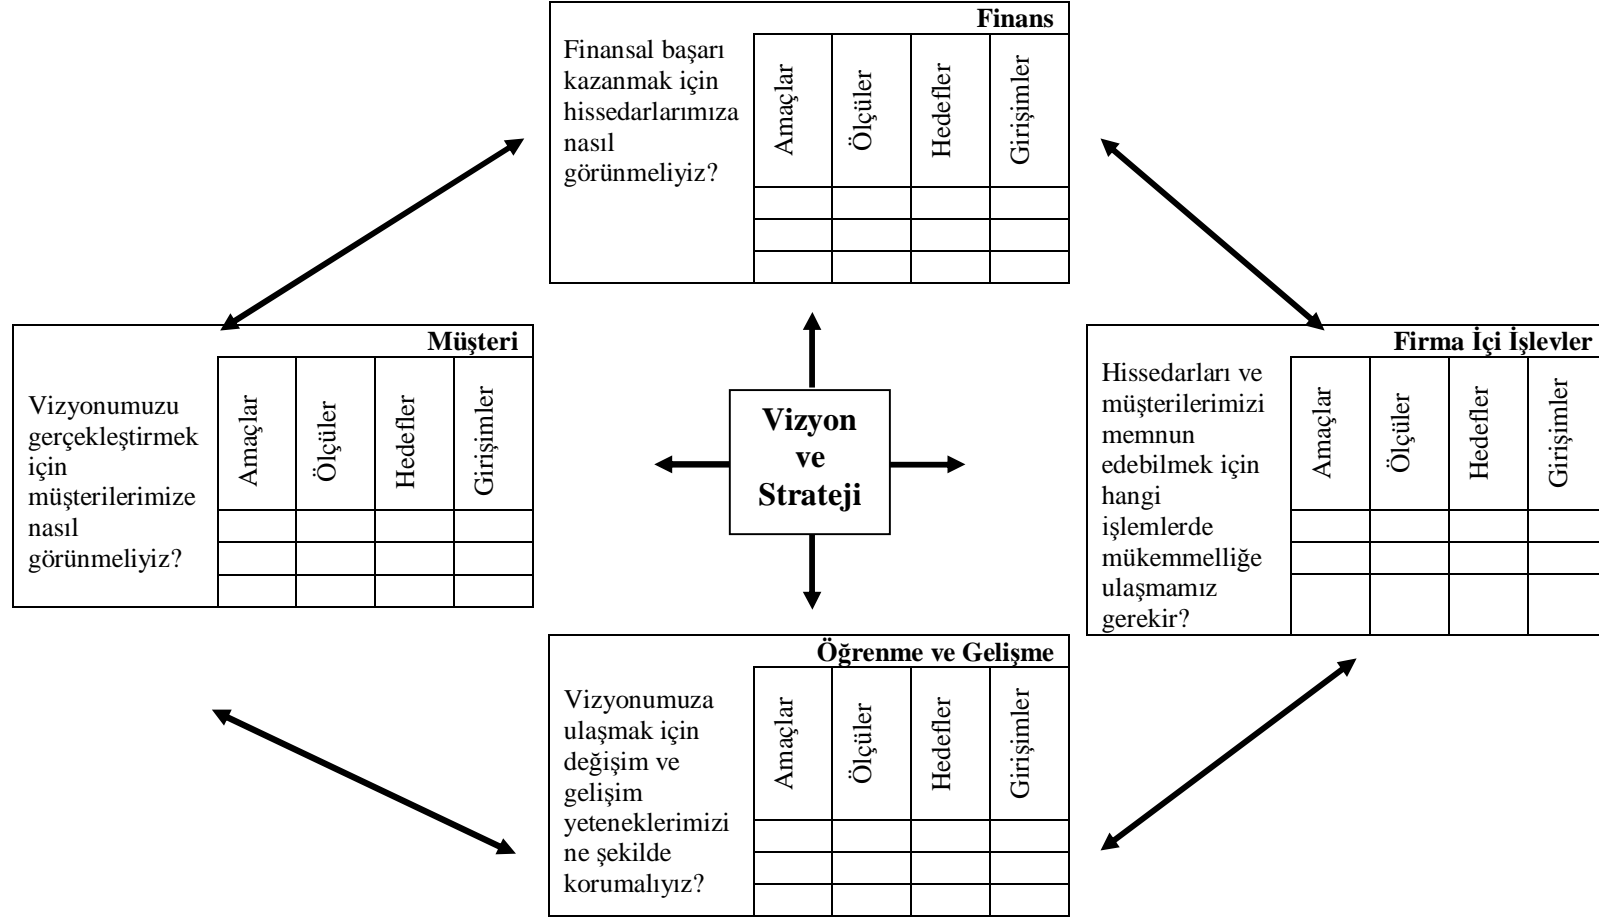 Finans
Finansal başarı
kazanmak için
hissedarlarımıza
nasıl
görünmeliyiz?
Amaçlar
Ölçüler
Hedefler
Girişimler
Müşteri
Vizyonumuzu
gerçekleştirmek
için
müşterilerimize
nasıl
görünmeliyiz?
Amaçlar
Ölçüler
Hedefler
Girişimler
Vizyon
ve
Strateji
Firma İçi İşlevler
Hissedarları ve
müşterilerimizi
memnun
edebilmek için
hangi
işlemlerde
mükemmelliğe
ulaşmamız
gerekir?
Amaçlar
Ölçüler
Hedefler
Girişimler
Öğrenme ve Gelişme
Vizyonumuza
ulaşmak için
değişim ve
gelişim
yeteneklerimizi
ne şekilde
korumalıyız?
Amaçlar
Ölçüler
Hedefler
Girişimler